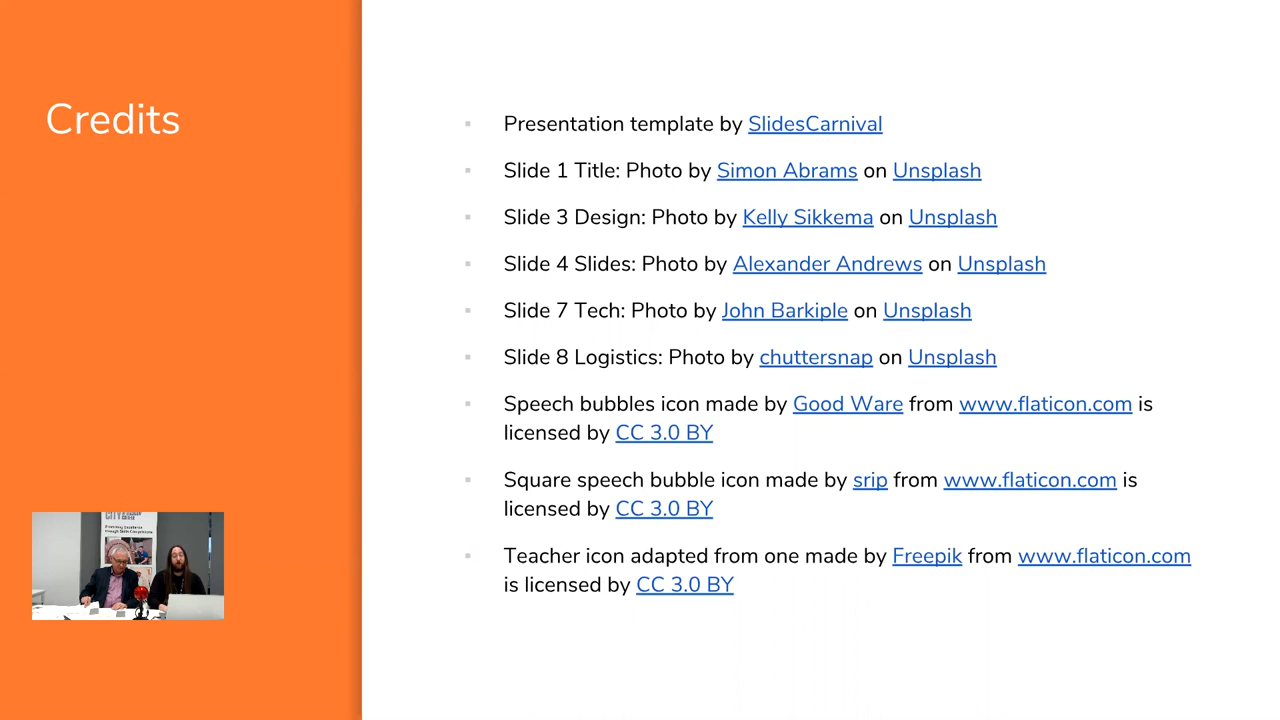 Credits
Presentation template by SlidesCarnival
Slide 1 Title: Photo by Simon Abrams on Unsplash
Slide 3 Design: Photo by Kelly Sikkema on Unsplash
Slide 4 Slides: Photo by Alexander Andrews on Unsplash
Slide 7 Tech: Photo by John Barkiple on Unsplash
Slide 8 Logistics: Photo by chuttersnap on Unsplash
Speech bubbles icon made by Good Ware from www.flaticon.com is
licensed by CC 3.0 BY
Square speech bubble icon made by srip from www.flaticon.com is
licensed by CC 3.0 BY
Teacher icon adapted from one made by Freepik from www.flaticon.com
is licensed by CC 3.0 BY
CITY